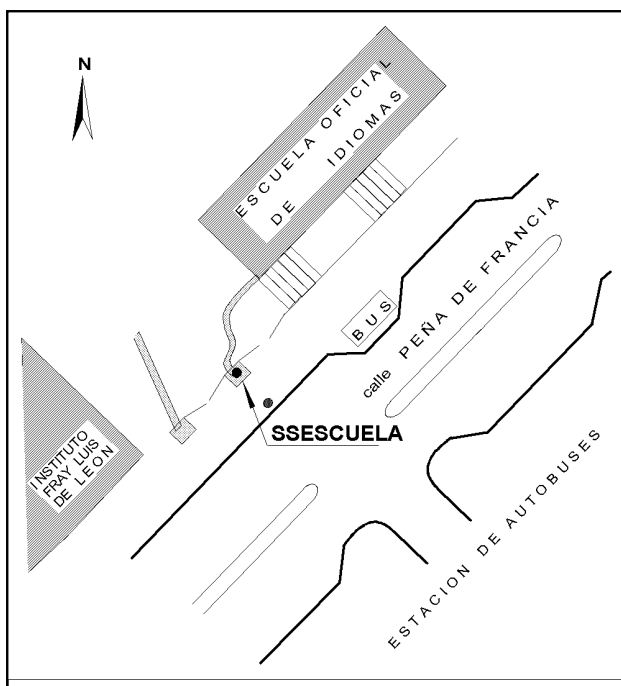 N
ESCUELA OFICIAL
DE IDIOMAS
BUS
calle PEÑA DE FRANCIA
SSESCUELA
INSTITUTO
FRAY LUIS
DE LEON
ESTACION DE AUTOBUSES